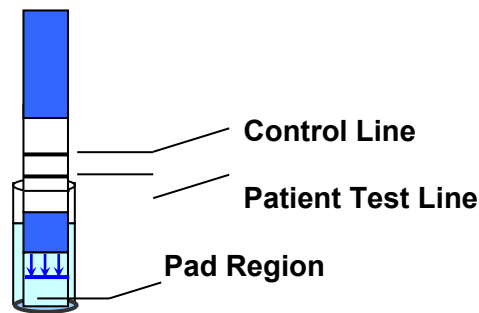 Control Line
Patient Test Line
Pad Region